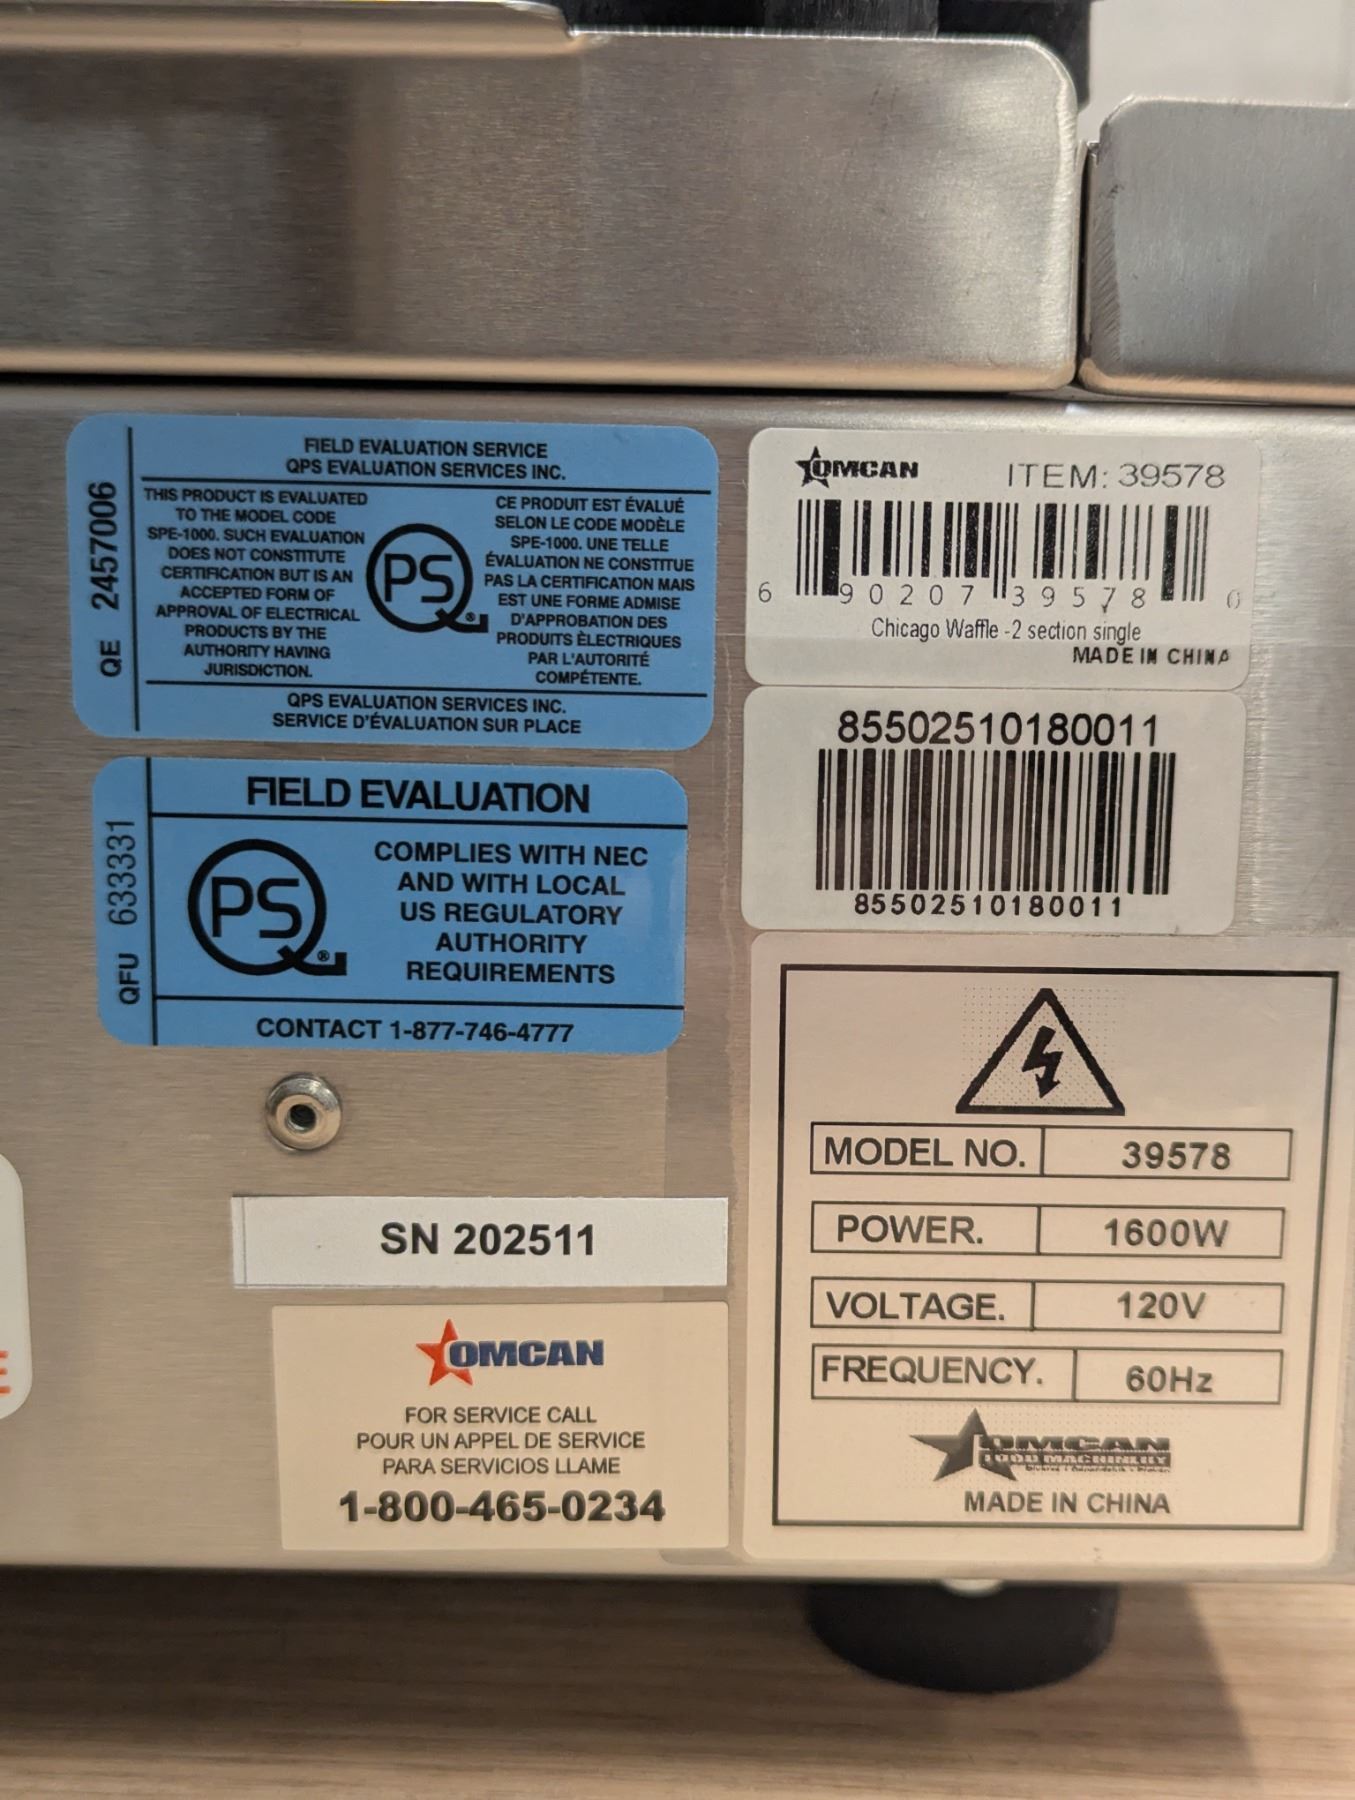 QE 2457006
FIELD EVALUATION SERVICE
QPS EVALUATION SERVICES INC.
THIS PRODUCT IS EVALUATED
TO THE MODEL CODE
SPE-1000. SUCH EVALUATION
DOES NOT CONSTITUTE
CERTIFICATION BUT IS AN
ACCEPTED FORM OF
APPROVAL OF ELECTRICAL
PRODUCTS BY THE
AUTHORITY HAVING
JURISDICTION.
QPS®
CE PRODUIT EST ÉVALUÉ
SELON LE CODE MODÈLE
SPE-1000. UNE TELLE
ÉVALUATION NE CONSTITUE
PAS LA CERTIFICATION MAIS
EST UNE FORME ADMISE
D'APPROBATION DES
PRODUITS ÈLECTRIQUES
PAR L'AUTORITÉ
COMPÉTENTE.
QPS EVALUATION SERVICES INC.
SERVICE D'ÉVALUATION SUR PLACE
QFU 633331
FIELD EVALUATION
QPS®
COMPLIES WITH NEC
AND WITH LOCAL
US REGULATORY
AUTHORITY
REQUIREMENTS
CONTACT 1-877-746-4777
SN 202511
OMCAN
FOR SERVICE CALL
POUR UN APPEL DE SERVICE
PARA SERVICIOS LLAME
1-800-465-0234
OMCAN ITEM: 39578
6 90207 39578 0
Chicago Waffle -2 section single
MADE IN CHINA
85502510180011
85502510180011
MODEL NO. 39578
POWER. 1600W
VOLTAGE. 120V
FREQUENCY. 60Hz
OMCAN
FOOD MACHINERY
MADE IN CHINA